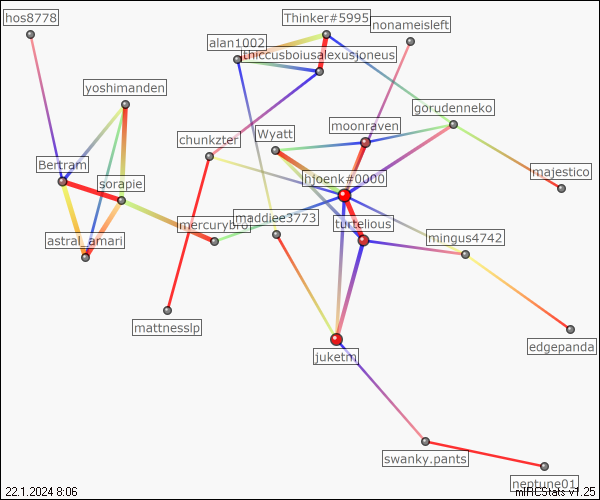 hos8778
Thinker#5995
nonameisleft
alan1002
thiccusboiusalexusjoneus
yoshimanden
gorudenneko
moonraven
Wyatt
chunkzter
Bertram
sorapie
hjoenk#0000
majestico
maddiee3773
mercurybro
turtelious
astral_amari
mingus4742
mattnesslp
juketm
edgepanda
swanky.pants
neptune01
22.1.2024 8:06
mIRCStats v1.25